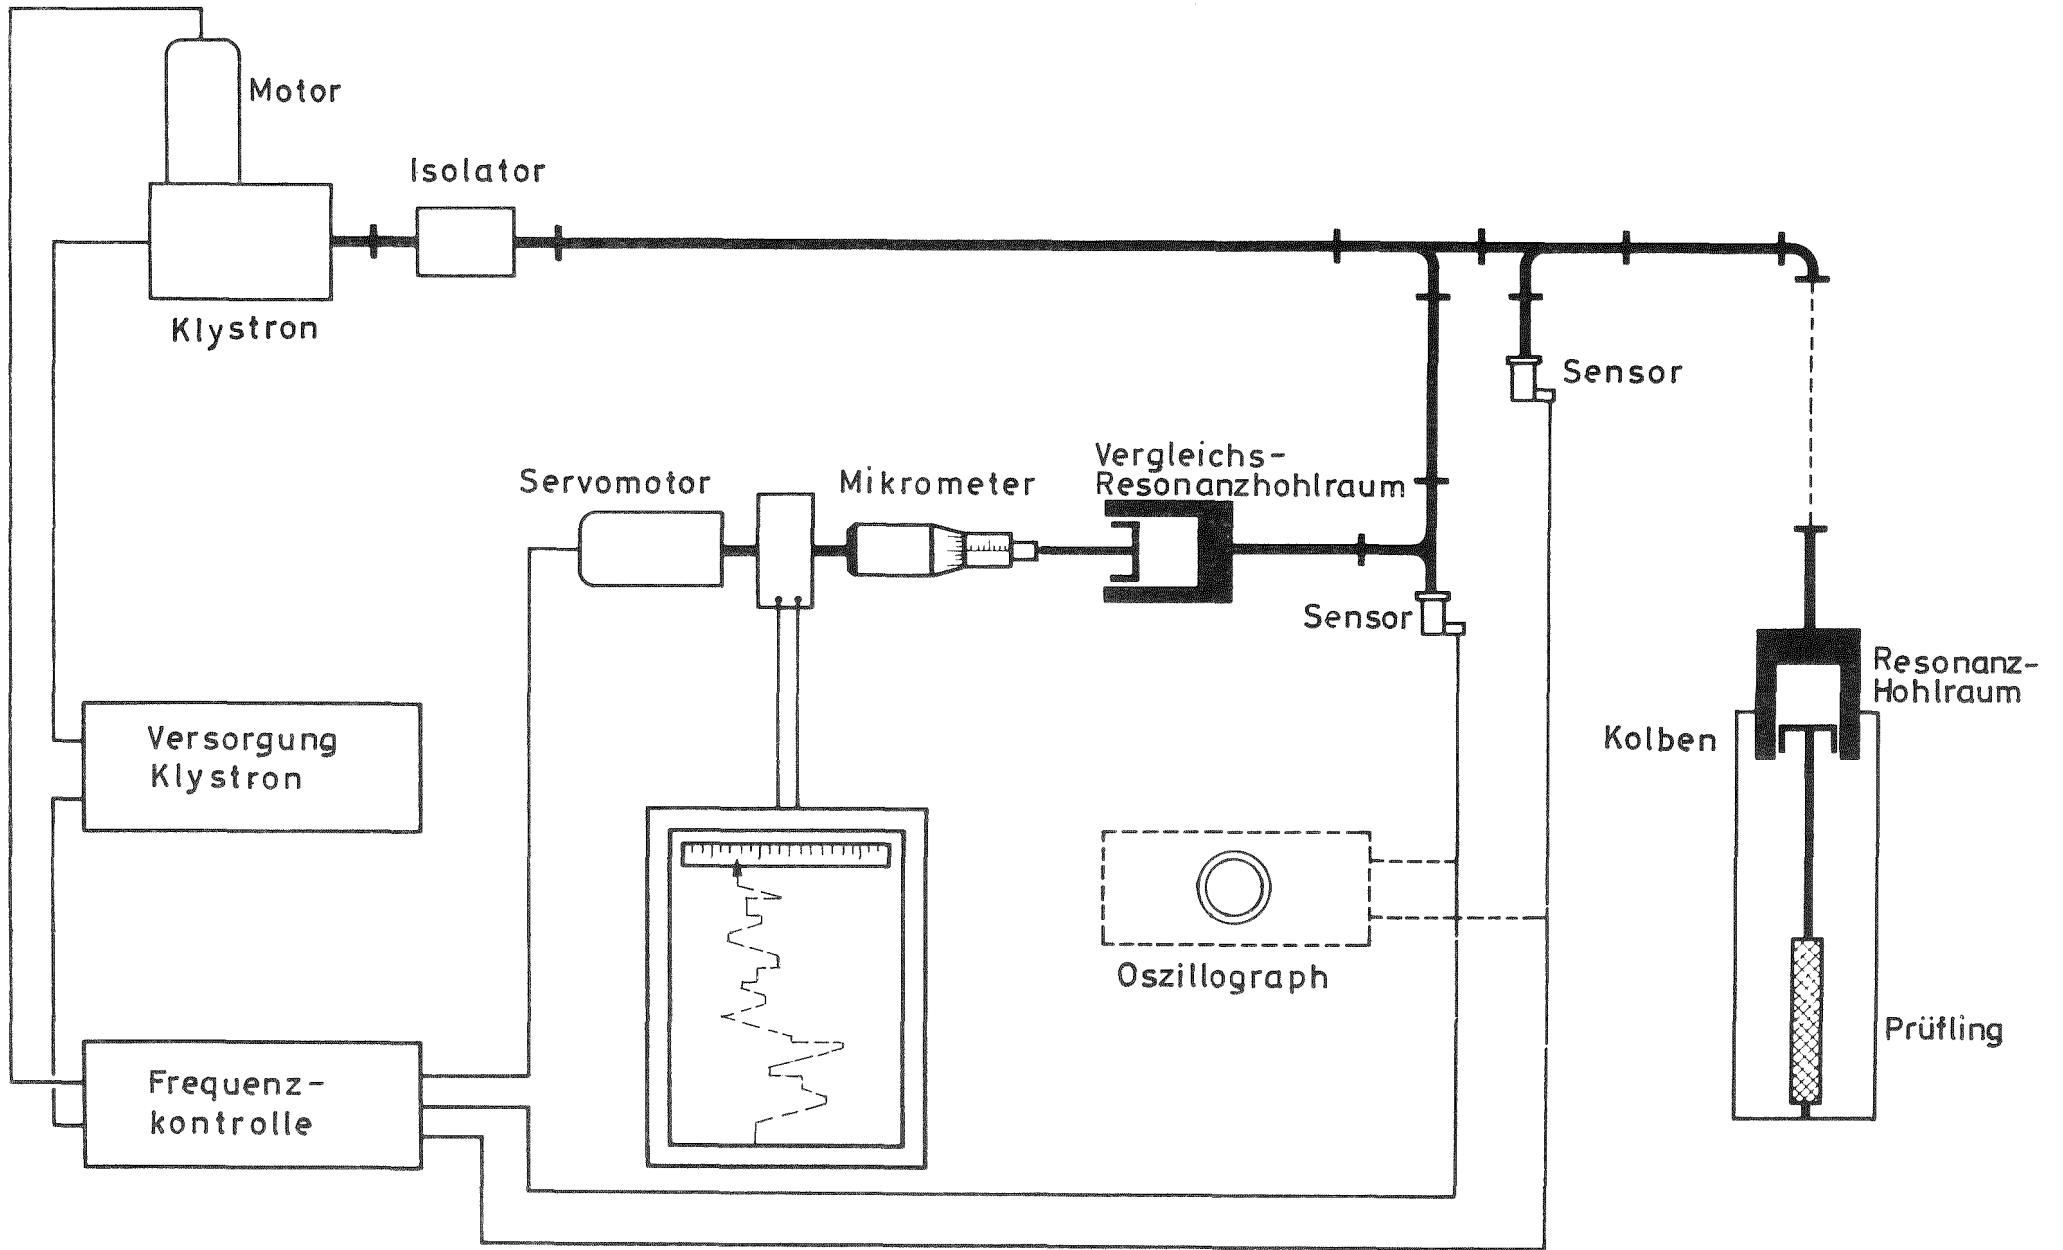 Motor
Isolator
Klystron
Sensor
Servomotor
Mikrometer
Vergleichs-
Resonanzhohlraum
Sensor
Resonanz-
Hohlraum
Kolben
Versorgung
Klystron
Oszillograph
Prüfling
Frequenz-
kontrolle